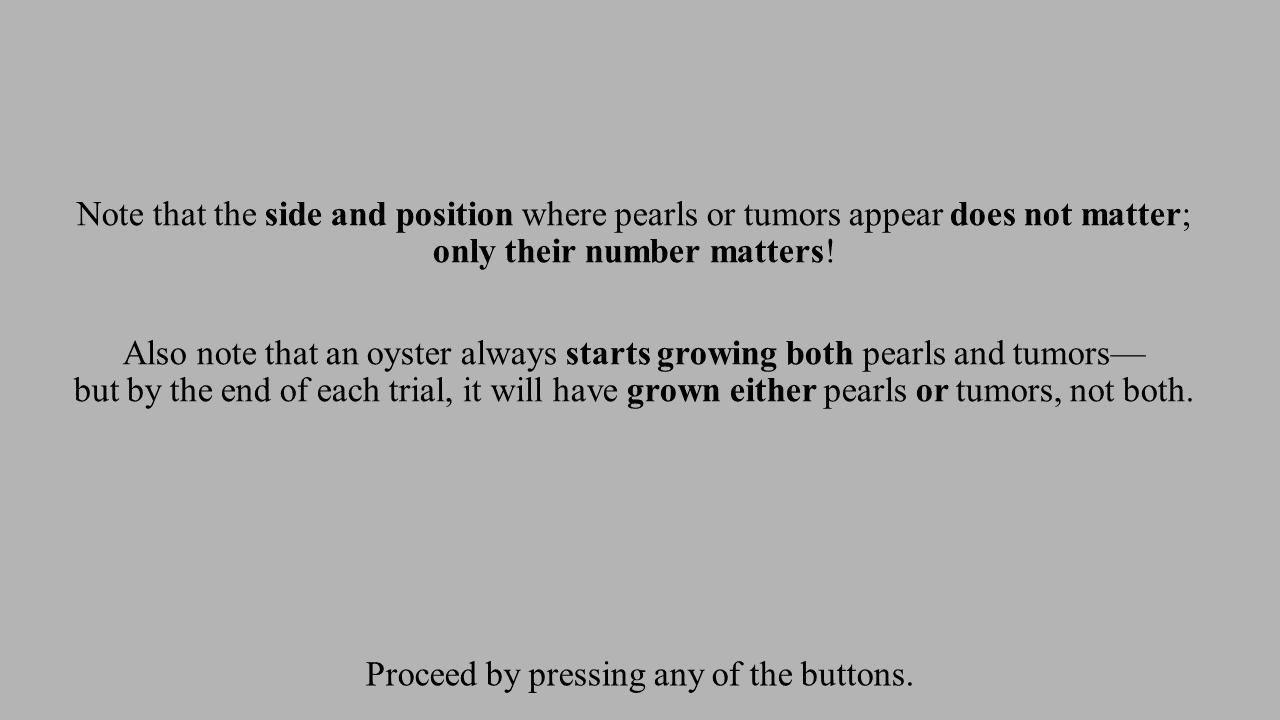 Note that the side and position where pearls or tumors appear does not matter;
only their number matters!
Also note that an oyster always starts growing both pearls and tumors—
but by the end of each trial, it will have grown either pearls or tumors, not both.
Proceed by pressing any of the buttons.